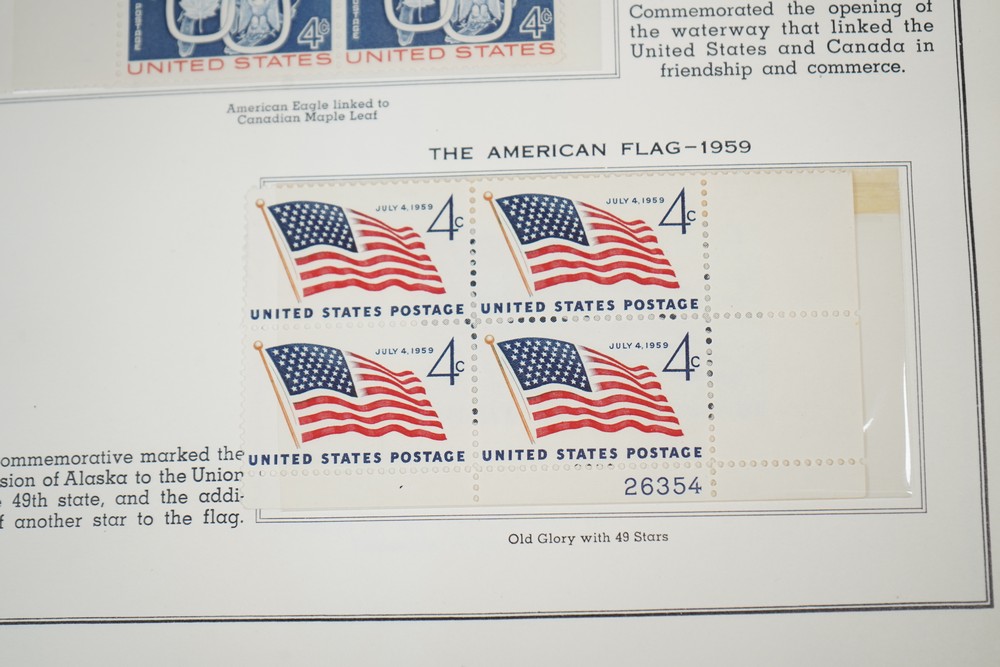 POSTAGE
4¢
POSTAGE
4¢
UNITED STATES UNITED STATES
American Eagle linked to
Canadian Maple Leaf
Commemorated the opening of
the waterway that linked the
United States and Canada in
friendship and commerce.
THE AMERICAN FLAG–1959
JULY 4, 1959 4c
UNITED STATES POSTAGE
JULY 4, 1959 4c
UNITED STATES POSTAGE
JULY 4, 1959 4c
UNITED STATES POSTAGE
JULY 4, 1959 4c
UNITED STATES POSTAGE
26354
ommemorative marked the
sion of Alaska to the Union
49th state, and the addi-
f another star to the flag.
Old Glory with 49 Stars